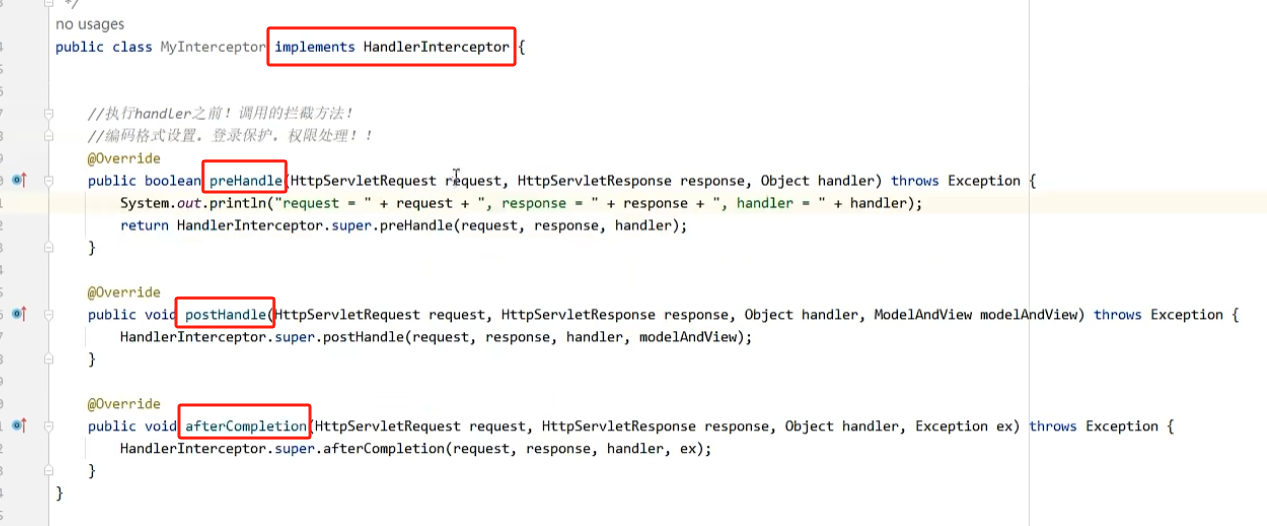 */
no usages
public class MyInterceptor implements HandlerInterceptor {
//执行handler之前！调用的拦截方法！
//编码格式设置。登录保护。权限处理！！
@Override
public boolean preHandle(HttpServletRequest request, HttpServletResponse response, Object handler) throws Exception {
System.out.println("request = " + request + ", response = " + response + ", handler = " + handler);
return HandlerInterceptor.super.preHandle(request, response, handler);
}
@Override
public void postHandle(HttpServletRequest request, HttpServletResponse response, Object handler, ModelAndView modelAndView) throws Exception {
HandlerInterceptor.super.postHandle(request, response, handler, modelAndView);
}
@Override
public void afterCompletion(HttpServletRequest request, HttpServletResponse response, Object handler, Exception ex) throws Exception {
HandlerInterceptor.super.afterCompletion(request, response, handler, ex);
}
}